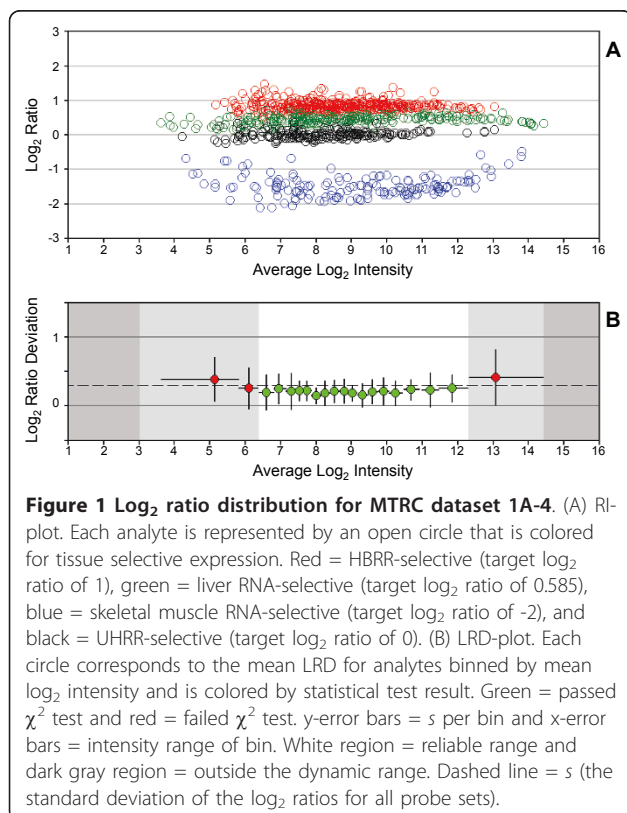 A
3
2
1
0
-1
-2
-3
Log₂ Ratio
1 2 3 4 5 6 7 8 9 10 11 12 13 14 15 16
Average Log₂ Intensity
B
1
0
Log₂ Ratio Deviation
1 2 3 4 5 6 7 8 9 10 11 12 13 14 15 16
Average Log₂ Intensity
Figure 1 Log₂ ratio distribution for MTRC dataset 1A-4. (A) RI-
plot. Each analyte is represented by an open circle that is colored
for tissue selective expression. Red = HBRR-selective (target log₂
ratio of 1), green = liver RNA-selective (target log₂ ratio of 0.585),
blue = skeletal muscle RNA-selective (target log₂ ratio of -2), and
black = UHRR-selective (target log₂ ratio of 0). (B) LRD-plot. Each
circle corresponds to the mean LRD for analytes binned by mean
log₂ intensity and is colored by statistical test result. Green = passed
χ² test and red = failed χ² test. y-error bars = s per bin and x-error
bars = intensity range of bin. White region = reliable range and
dark gray region = outside the dynamic range. Dashed line = s (the
standard deviation of the log₂ ratios for all probe sets).